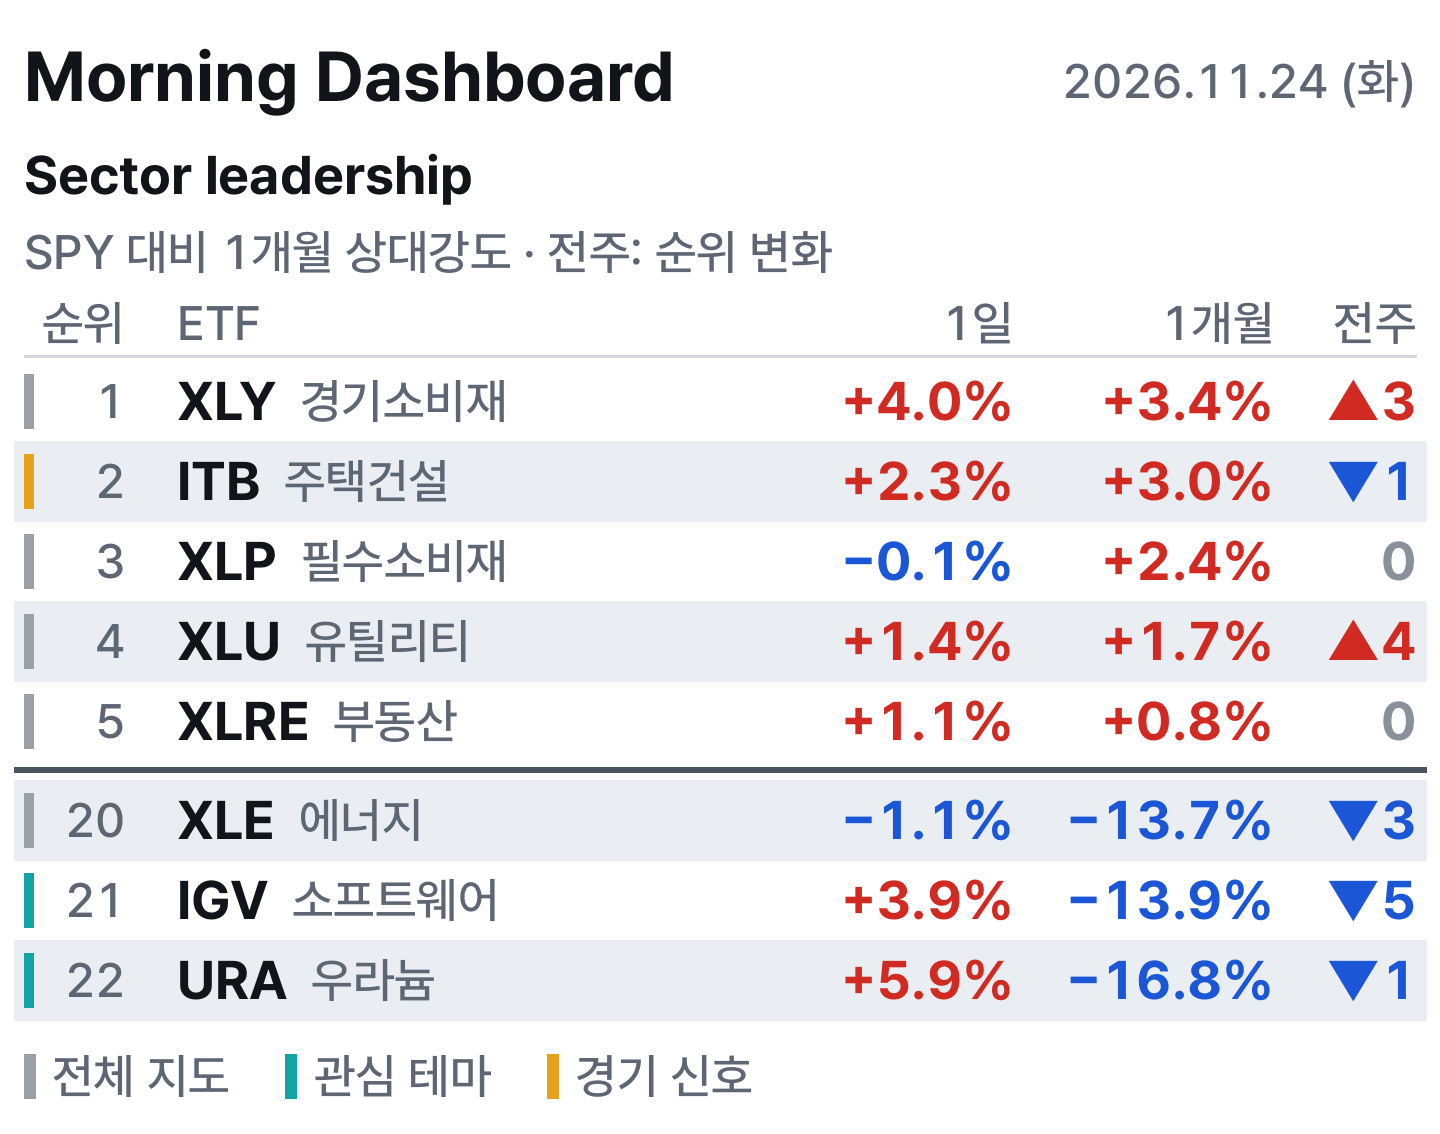 Morning Dashboard 2026.11.24 (화)
Sector leadership
SPY 대비 1개월 상대강도 · 전주: 순위 변화
순위 ETF 1일 1개월 전주
1 XLY 경기소비재 +4.0% +3.4% ▲3
2 ITB 주택건설 +2.3% +3.0% ▼1
3 XLP 필수소비재 −0.1% +2.4% 0
4 XLU 유틸리티 +1.4% +1.7% ▲4
5 XLRE 부동산 +1.1% +0.8% 0
20 XLE 에너지 −1.1% −13.7% ▼3
21 IGV 소프트웨어 +3.9% −13.9% ▼5
22 URA 우라늄 +5.9% −16.8% ▼1
전체 지도 관심 테마 경기 신호